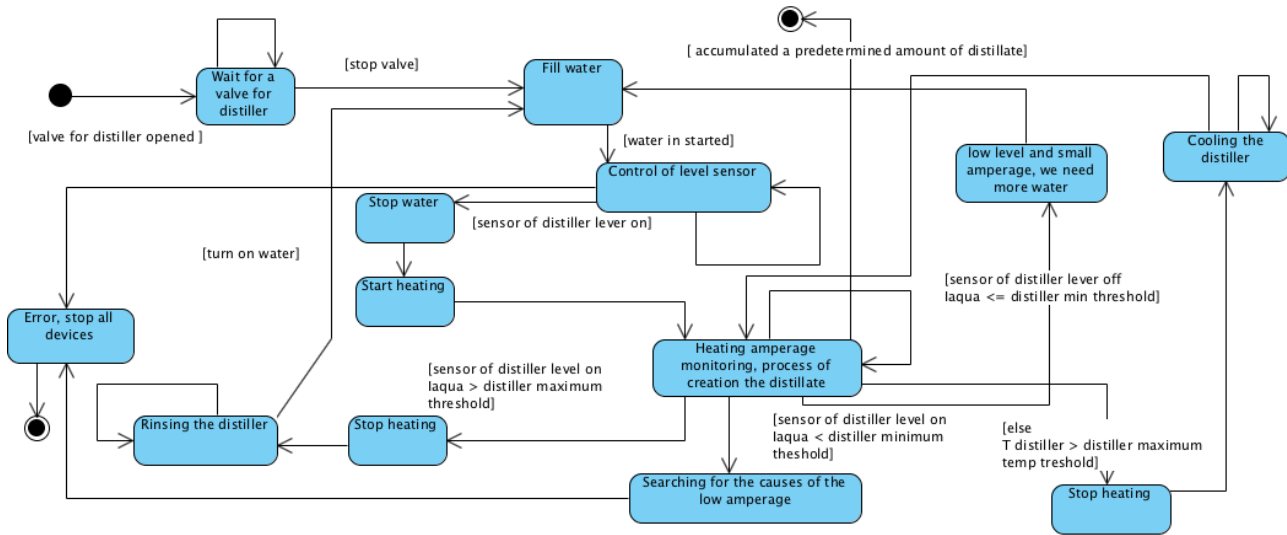 [ accumulated a predetermined amount of distillate]
[stop valve]
Wait for a
valve for
distiller
Fill water
[valve for distiller opened ]
[water in started]
Cooling the
distiller
low level and small
amperage, we need
more water
Control of level sensor
Stop water
[sensor of distiller lever on]
[turn on water]
Start heating
[sensor of distiller lever off
Iaqua <= distiller min threshold]
Error, stop all
devices
Heating amperage
monitoring, process of
creation the distillate
[sensor of distiller level on
Iaqua > distiller maximum
threshold]
Rinsing the distiller
Stop heating
[sensor of distiller level on
Iaqua < distiller minimum
theshold]
[else
T distiller > distiller maximum
temp treshold]
Searching for the causes of the
low amperage
Stop heating